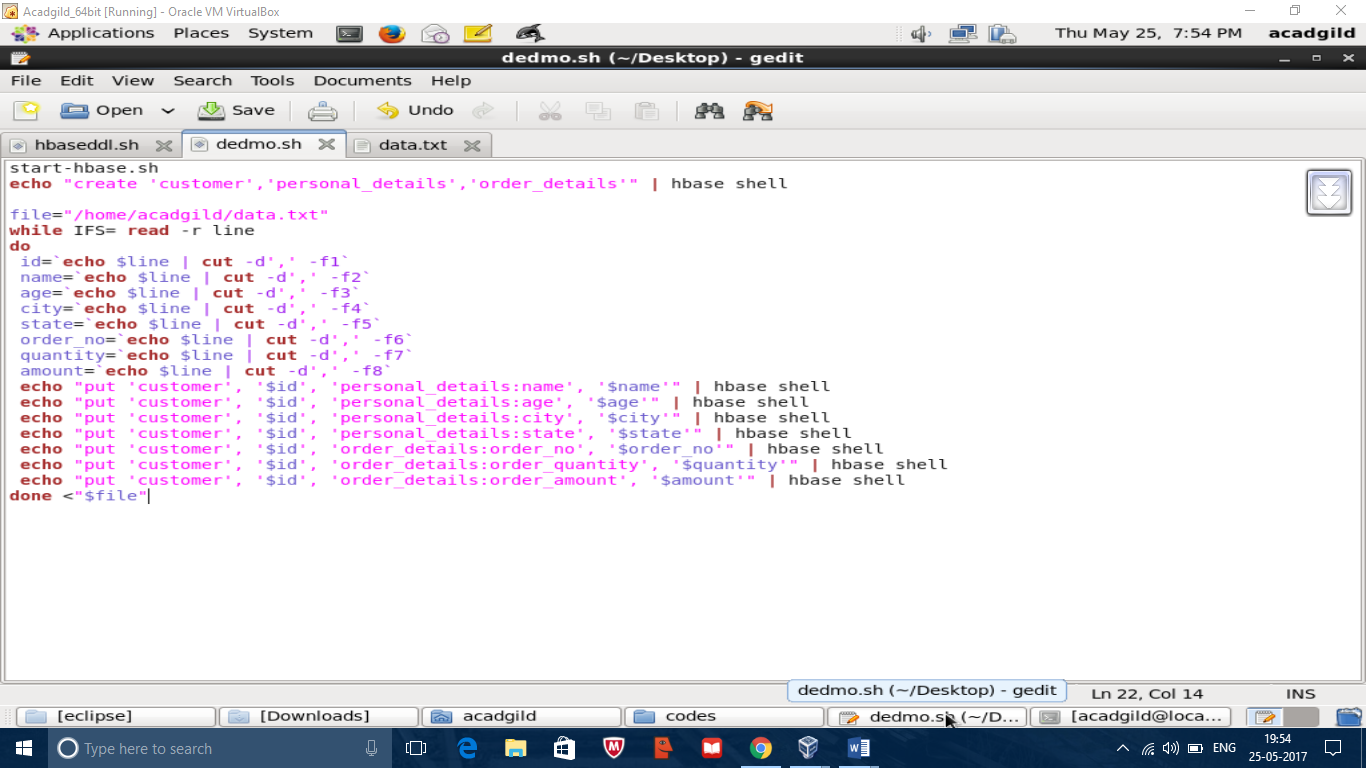 Acadgild_64bit [Running] - Oracle VM VirtualBox
Applications Places System Thu May 25, 7:54 PM acadgild
dedmo.sh (~/Desktop) - gedit
File Edit View Search Tools Documents Help
Open Save Undo
hbaseddl.sh dedmo.sh data.txt
start-hbase.sh
echo "create 'customer','personal_details','order_details'" | hbase shell
file="/home/acadgild/data.txt"
while IFS= read -r line
do
id=`echo $line | cut -d',' -f1`
name=`echo $line | cut -d',' -f2`
age=`echo $line | cut -d',' -f3`
city=`echo $line | cut -d',' -f4`
state=`echo $line | cut -d',' -f5`
order_no=`echo $line | cut -d',' -f6`
quantity=`echo $line | cut -d',' -f7`
amount=`echo $line | cut -d',' -f8`
echo "put 'customer', '$id', 'personal_details:name', '$name'" | hbase shell
echo "put 'customer', '$id', 'personal_details:age', '$age'" | hbase shell
echo "put 'customer', '$id', 'personal_details:city', '$city'" | hbase shell
echo "put 'customer', '$id', 'personal_details:state', '$state'" | hbase shell
echo "put 'customer', '$id', 'order_details:order_no', '$order_no'" | hbase shell
echo "put 'customer', '$id', 'order_details:order_quantity', '$quantity'" | hbase shell
echo "put 'customer', '$id', 'order_details:order_amount', '$amount'" | hbase shell
done <"$file"
dedmo.sh (~/Desktop) - gedit
Ln 22, Col 14 INS
[eclipse] [Downloads] acadgild codes dedmo.sh (~/D... [acadgild@loca...
Type here to search
ENG
19:54
25-05-2017